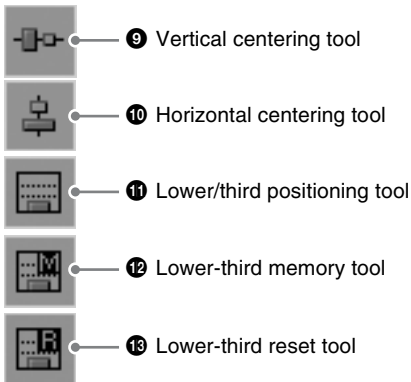 ❾ Vertical centering tool
❿ Horizontal centering tool
⓫ Lower/third positioning tool
⓬ Lower-third memory tool
M
⓭ Lower-third reset tool
R